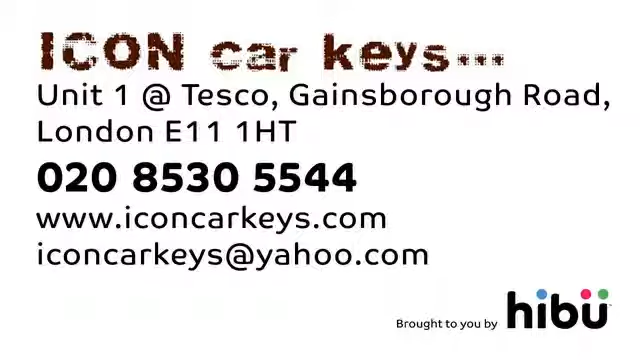 ICON car keys...
Unit 1 @ Tesco, Gainsborough Road,
London E11 1HT
020 8530 5544
www.iconcarkeys.com
iconcarkeys@yahoo.com
Brought to you by hibü